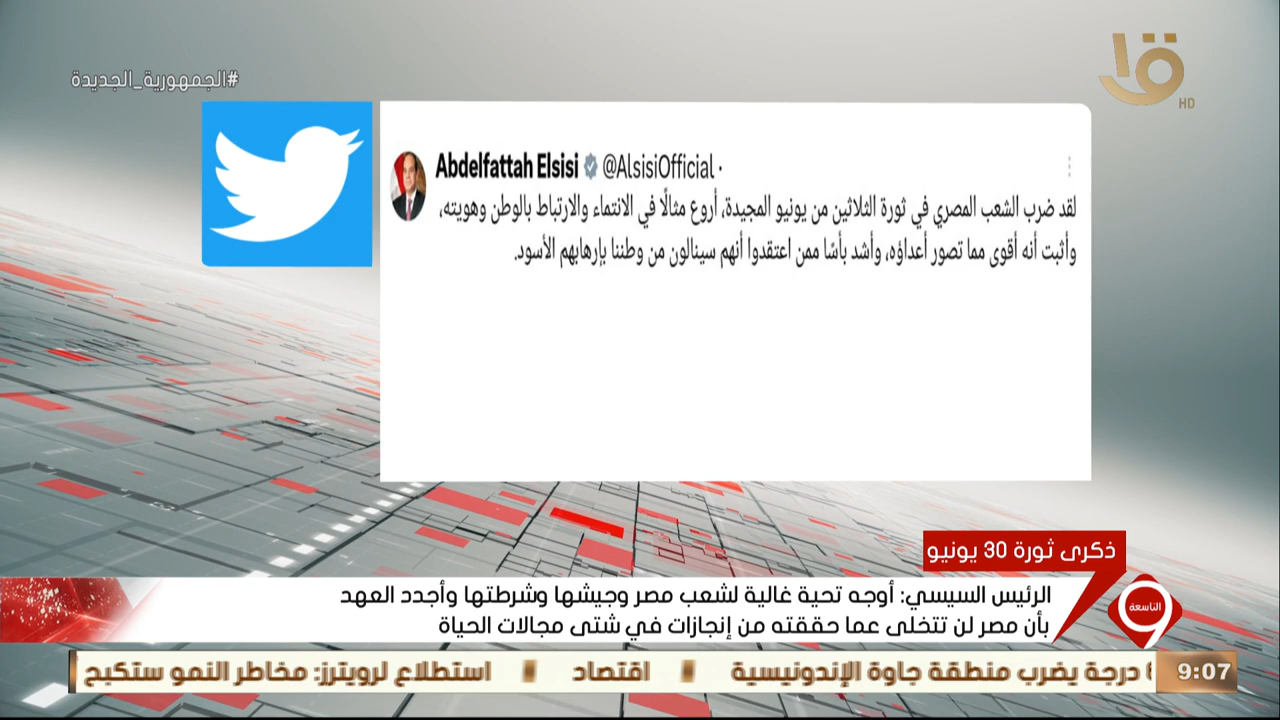 #الجمهورية_الجديدة
HD
Abdelfattah Elsisi @AlsisiOfficial ·
لقد ضرب الشعب المصري في ثورة الثلاثين من يونيو المجيدة، أروع مثالًا في الانتماء والارتباط بالوطن وهويته،
وأثبت أنه أقوى مما تصور أعداؤه، وأشد بأسًا ممن اعتقدوا أنهم سينالون من وطننا بإرهابهم الأسود.
ذكرى ثورة 30 يونيو
التاسعة
الرئيس السيسي: أوجه تحية غالية لشعب مصر وجيشها وشرطتها وأجدد العهد
بأن مصر لن تتخلى عما حققته من إنجازات في شتى مجالات الحياة
9:07 درجة يضرب منطقة جاوة الإندونيسية اقتصاد استطلاع لرويترز: مخاطر النمو ستكبح